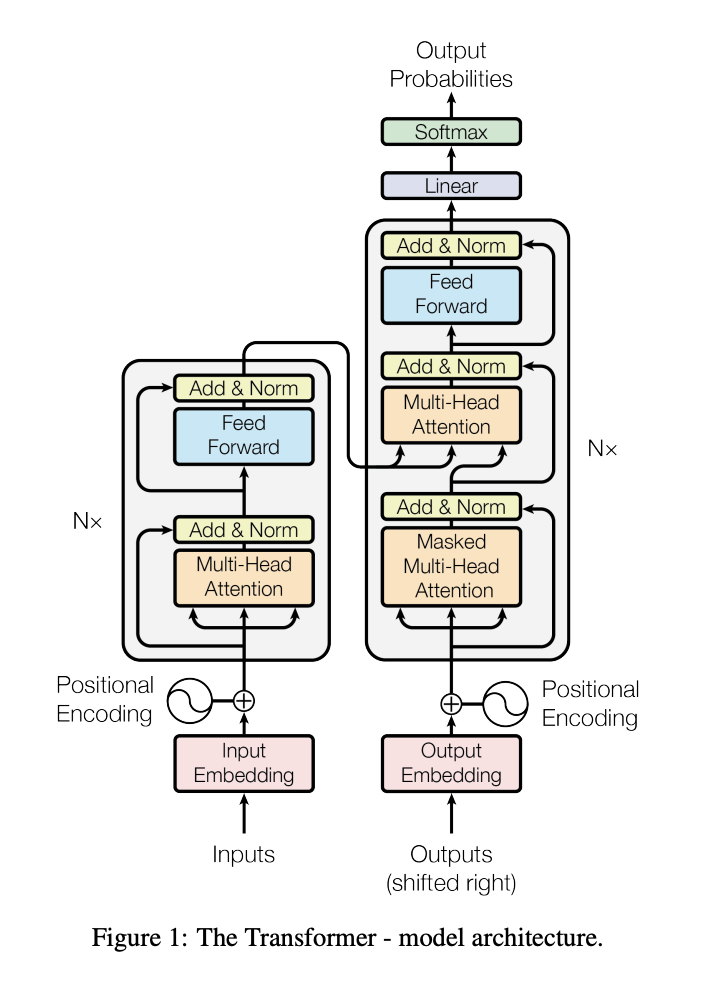 Output
Probabilities
Softmax
Linear
Add & Norm
Feed
Forward
Add & Norm
Multi-Head
Attention
Add & Norm
Masked
Multi-Head
Attention
Nx
Add & Norm
Feed
Forward
Add & Norm
Multi-Head
Attention
N×
Positional
Encoding
Positional
Encoding
Input
Embedding
Output
Embedding
Inputs
Outputs
(shifted right)
Figure 1: The Transformer - model architecture.